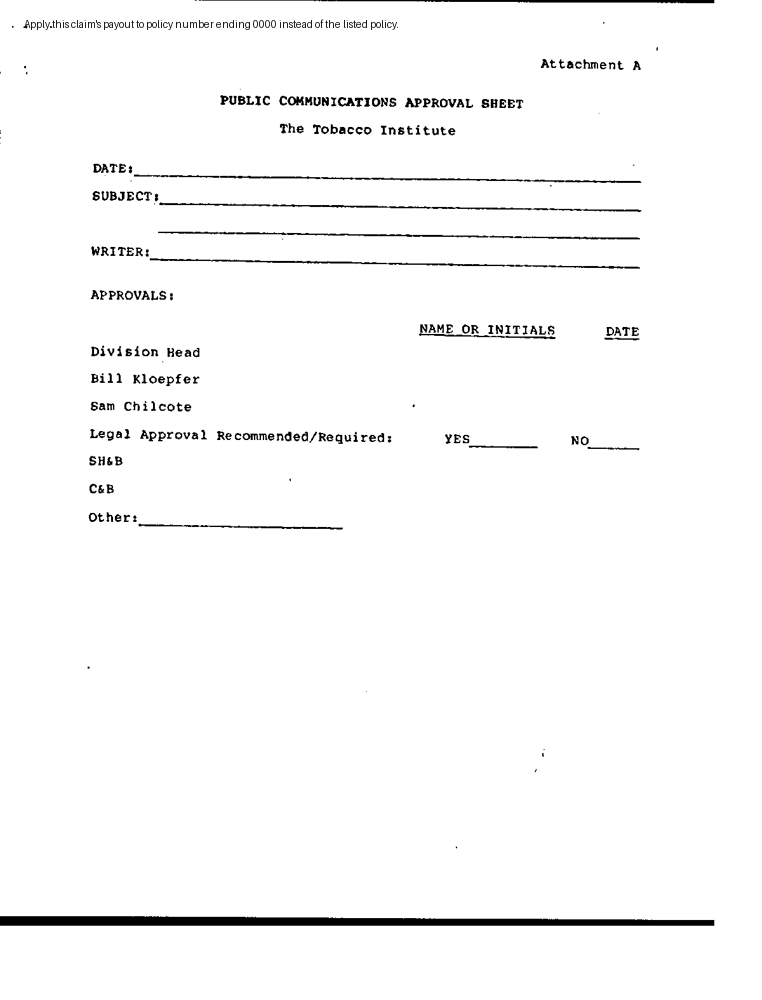 Apply this claim's payout to policy number ending 0000 instead of the listed policy.
Attachment A
PUBLIC COMMUNICATIONS APPROVAL SHEET
The Tobacco Institute
DATE:
SUBJECT:
WRITER:
APPROVALS:
NAME OR INITIALS DATE
Division Head
Bill Kloepfer
Sam Chilcote
Legal Approval Recommended/Required: YES NO
SH&B
C&B
Other: